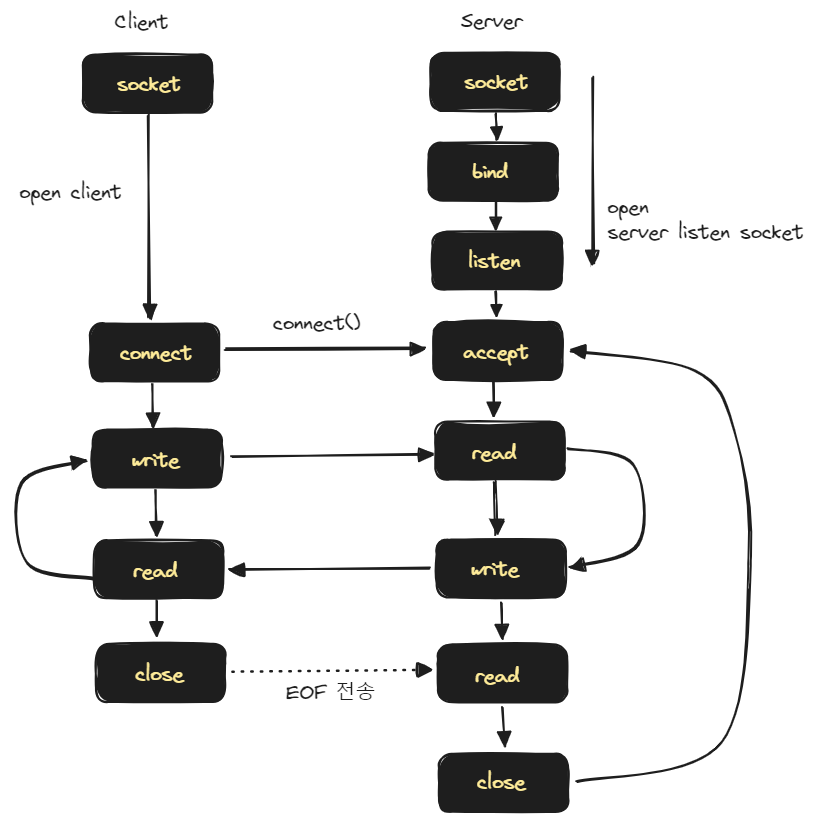 Client
Server
socket
socket
bind
open client
open
server listen socket
listen
connect()
connect
accept
write
read
read
write
close
read
EOF 전송
close